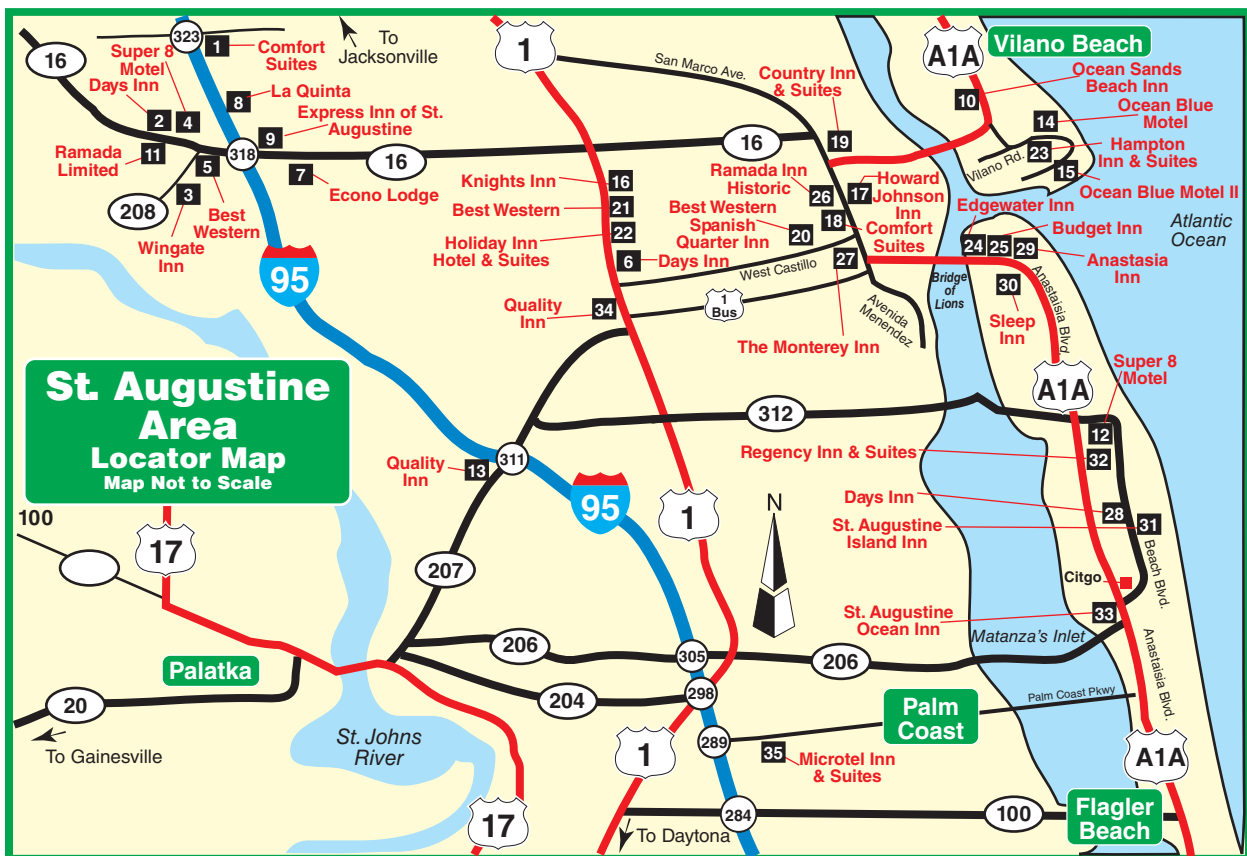 323
1
Comfort
Suites
To
Jacksonville
1
San Marco Ave.
Country Inn
& Suites
A1A
Vilano Beach
Ocean Sands
Beach Inn
10
Ocean Blue
Motel
14
16
Super 8
Motel
Days Inn
2
4
8
La Quinta
Express Inn of St.
Augustine
9
Ramada
Limited
11
5
318
7
Econo Lodge
16
16
19
208
3
Wingate
Inn
Best
Western
Knights Inn
16
Best Western
21
Holiday Inn
Hotel & Suites
22
6
Days Inn
Ramada Inn
Historic
26
17
Howard
Johnson
Inn
Best Western
Spanish
Quarter Inn
20
18
Comfort
Suites
West Castillo
27
Vilano Rd.
23
Hampton
Inn & Suites
15
Ocean Blue Motel II
Edgewater Inn
24
25
29
Budget Inn
Anastasia
Inn
Atlantic
Ocean
Bridge
of
Lions
30
Sleep
Inn
Anastaisia Blvd.
95
Quality
Inn
34
1
Bus
Avenida
Menendez
The Monterey Inn
St. Augustine
Area
Locator Map
Map Not to Scale
A1A
Super 8
Motel
312
12
Quality
Inn
13
311
Regency Inn & Suites
32
95
1
N
Days Inn
28
St. Augustine
Island Inn
31
Beach Blvd.
100
17
207
Citgo
St. Augustine
Ocean Inn
33
Matanza's Inlet
206
305
206
Palatka
204
298
Anastaisia Blvd.
20
To Gainesville
St. Johns
River
1
289
Palm Coast Pkwy
Palm
Coast
35
Microtel Inn
& Suites
A1A
17
284
100
Flagler
Beach
To Daytona